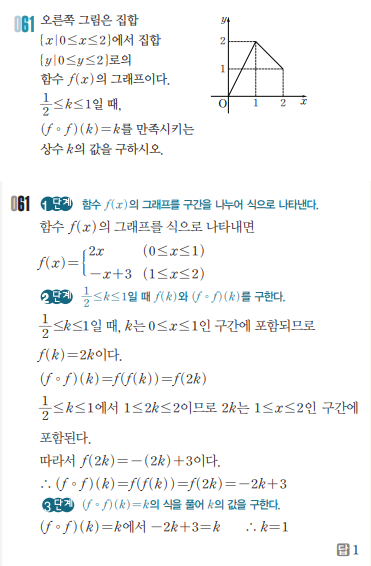 061 오른쪽 그림은 집합
{x|0≤x≤2}에서 집합
{y|0≤y≤2}로의
함수 f(x)의 그래프이다.
1/2≤k≤1일 때,
(f∘f)(k)=k를 만족시키는
상수 k의 값을 구하시오.
y
2
1
O 1 2 x
061 1단계 함수 f(x)의 그래프를 구간을 나누어 식으로 나타낸다.
함수 f(x)의 그래프를 식으로 나타내면
f(x)={2x (0≤x≤1)
−x+3 (1≤x≤2)
2단계 1/2≤k≤1일 때 f(k)와 (f∘f)(k)를 구한다.
1/2≤k≤1일 때, k는 0≤x≤1인 구간에 포함되므로
f(k)=2k이다.
(f∘f)(k)=f(f(k))=f(2k)
1/2≤k≤1에서 1≤2k≤2이므로 2k는 1≤x≤2인 구간에
포함된다.
따라서 f(2k)=−(2k)+3이다.
∴ (f∘f)(k)=f(f(k))=f(2k)=−2k+3
3단계 (f∘f)(k)=k의 식을 풀어 k의 값을 구한다.
(f∘f)(k)=k에서 −2k+3=k ∴ k=1
답 1